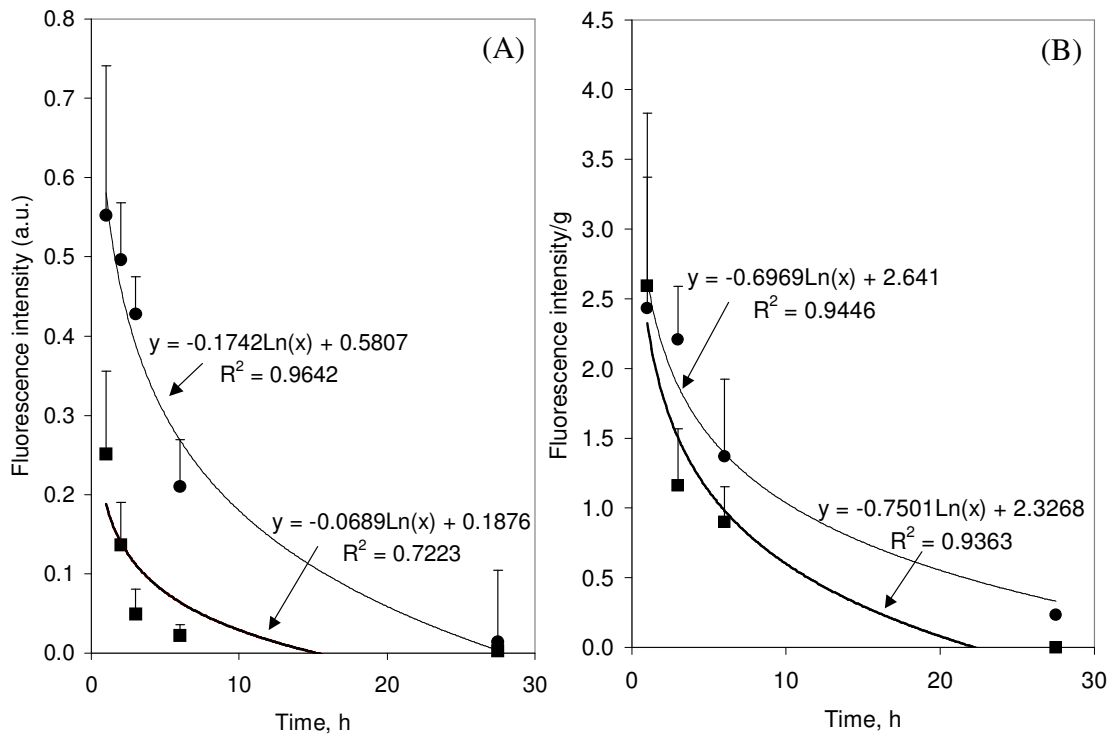 (A)
Fluorescence intensity (a.u.)
0.8
0.7
0.6
0.5
0.4
0.3
0.2
0.1
0.0
y = -0.1742Ln(x) + 0.5807
R² = 0.9642
y = -0.0689Ln(x) + 0.1876
R² = 0.7223
0 10 20 30
Time, h
(B)
Fluorescence intensity/g
4.5
4.0
3.5
3.0
2.5
2.0
1.5
1.0
0.5
0.0
y = -0.6969Ln(x) + 2.641
R² = 0.9446
y = -0.7501Ln(x) + 2.3268
R² = 0.9363
0 10 20 30
Time, h